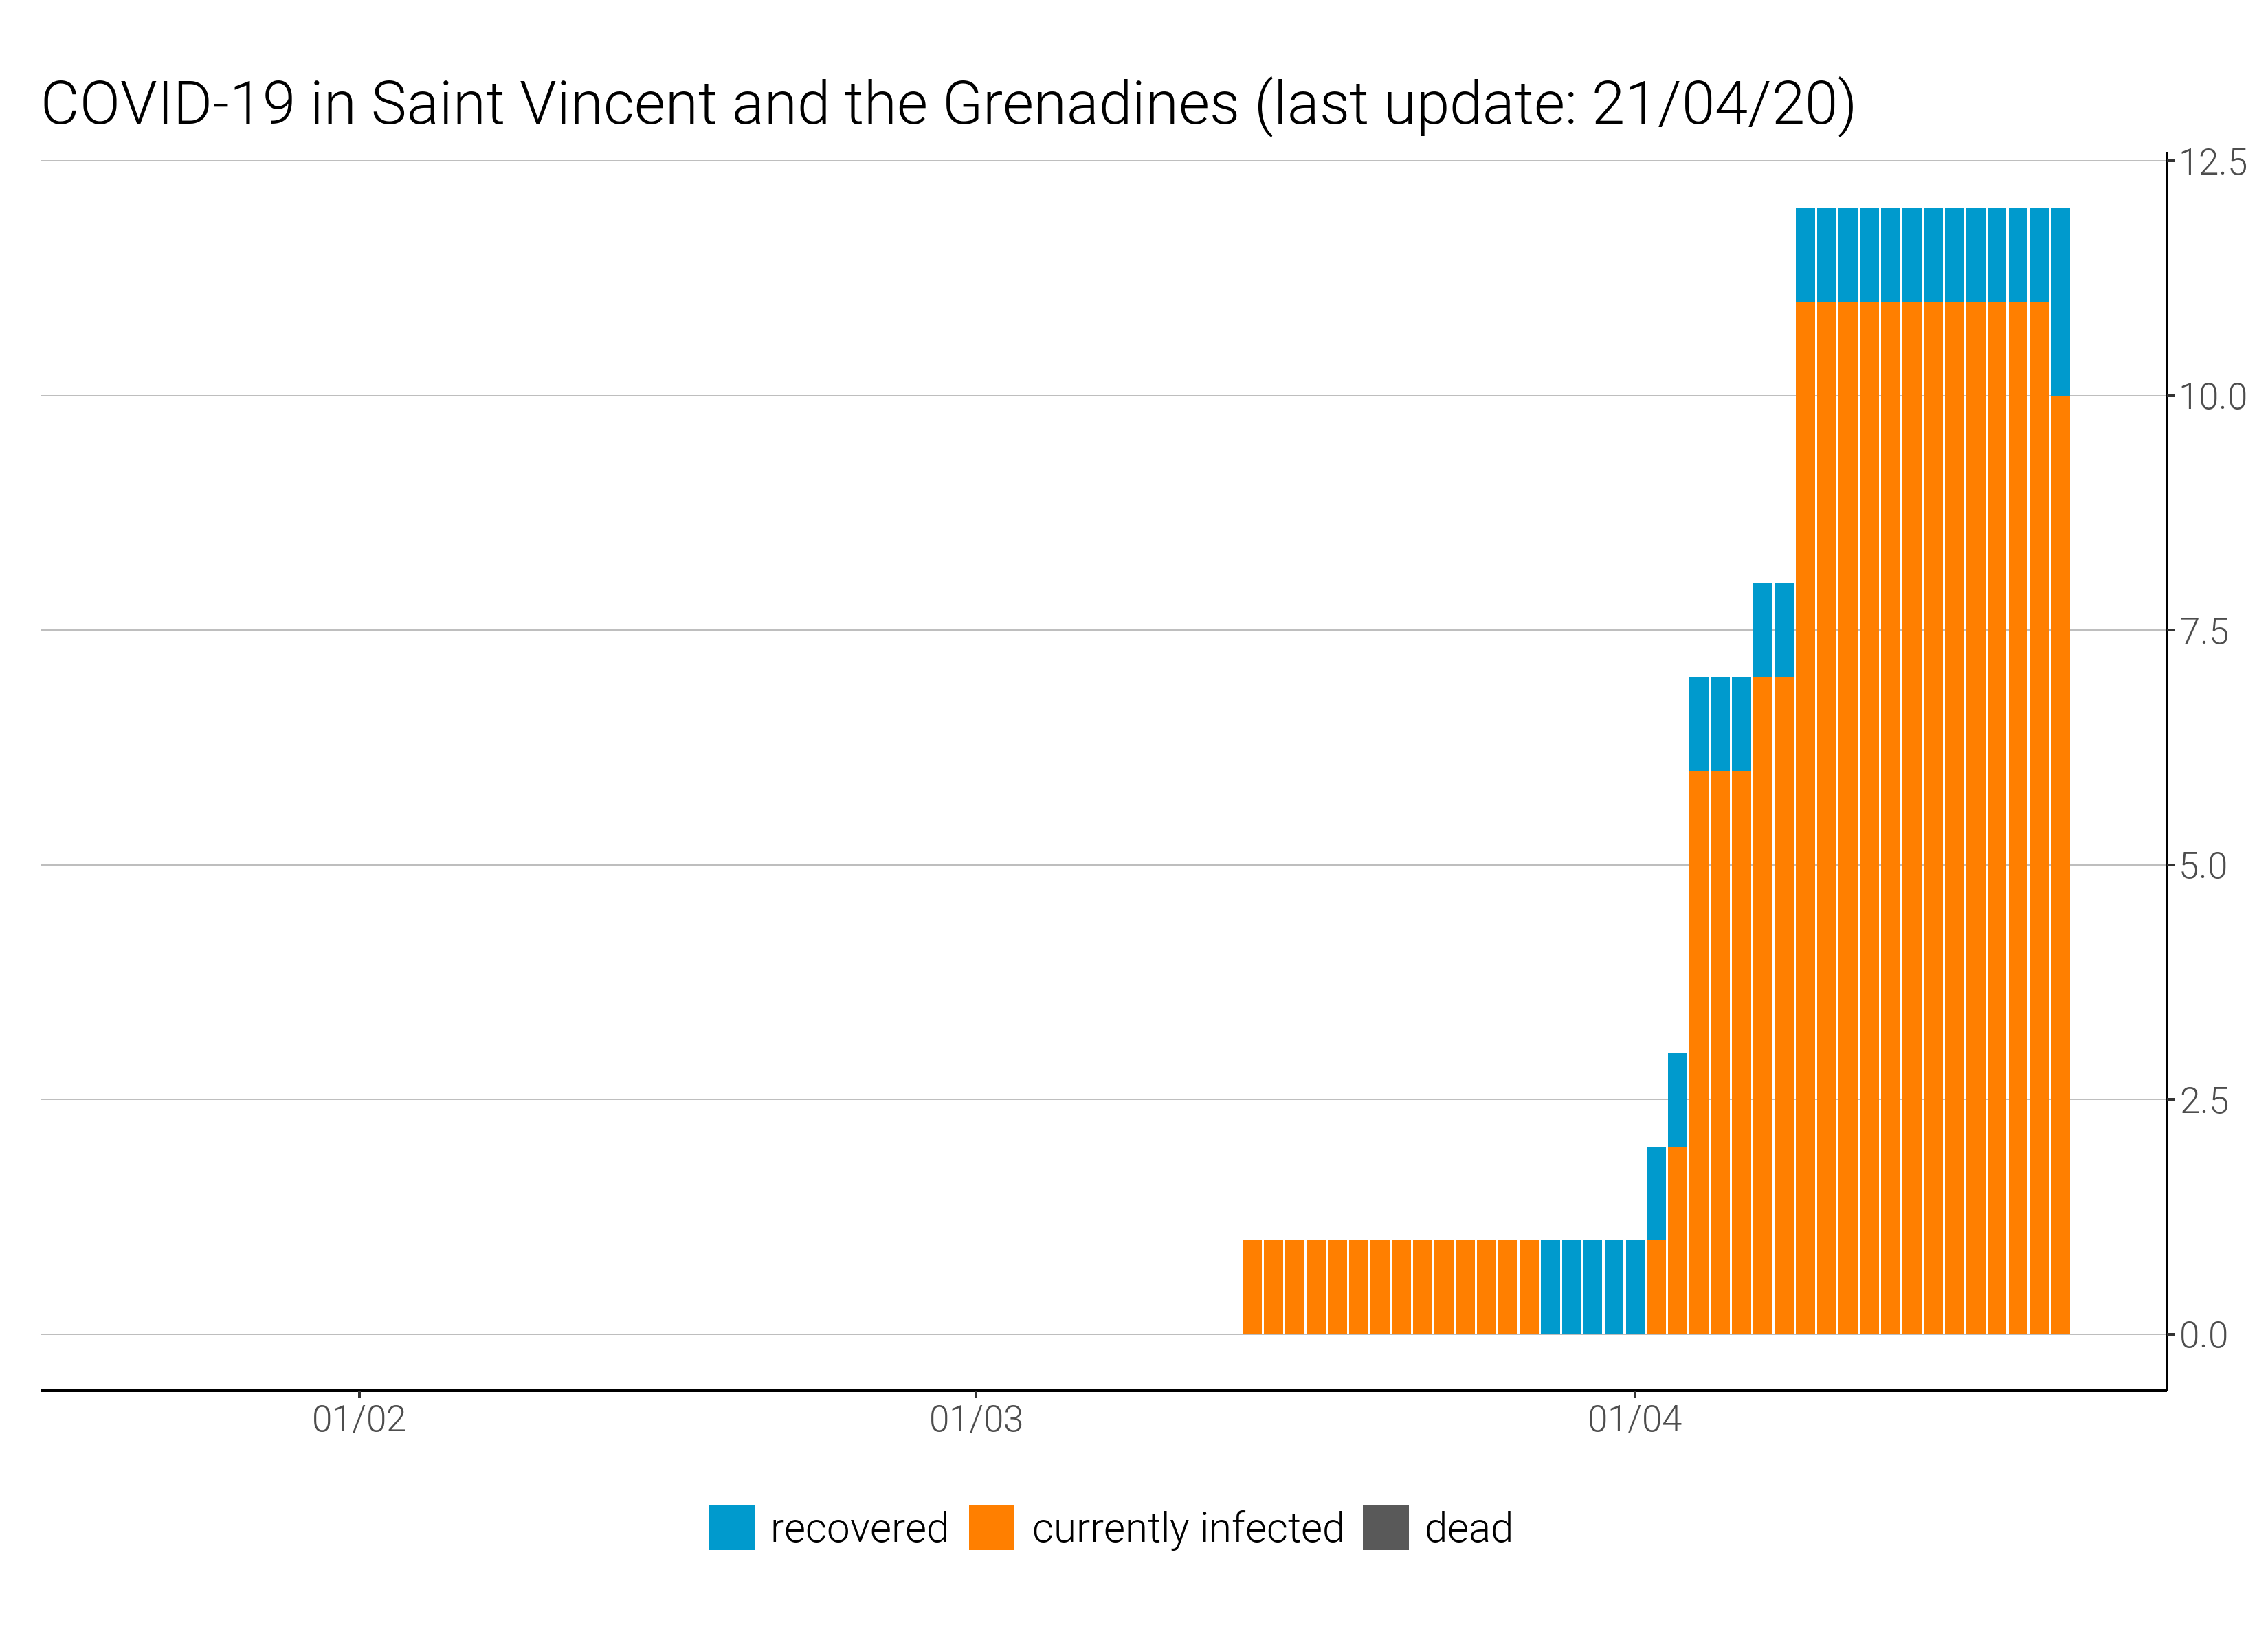 COVID-19 in Saint Vincent and the Grenadines (last update: 21/04/20)
12.5
10.0
7.5
5.0
2.5
0.0
01/02 01/03 01/04
recovered currently infected dead